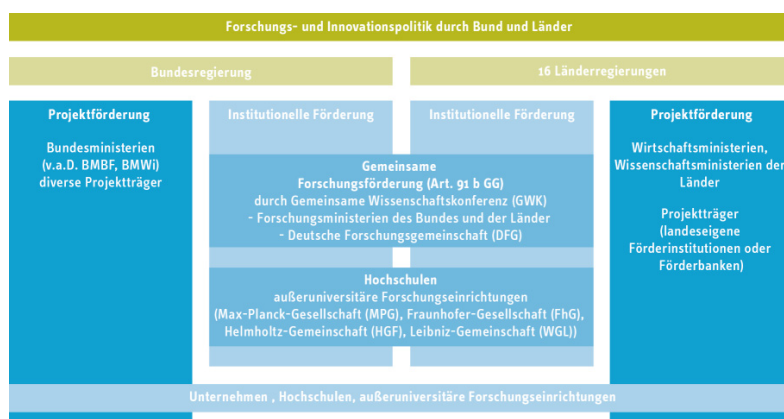 Forschungs- und Innovationspolitik durch Bund und Länder
Bundesregierung
16 Länderregierungen
Projektförderung
Bundesministerien
(v.a.D. BMBF, BMWi)
diverse Projektträger
Institutionelle Förderung
Institutionelle Förderung
Projektförderung
Wirtschaftsministerien,
Wissenschaftsministerien der
Länder
Projektträger
(landeseigene
Förderinstitutionen oder
Förderbanken)
Gemeinsame
Forschungsförderung (Art. 91 b GG)
durch Gemeinsame Wissenschaftskonferenz (GWK)
- Forschungsministerien des Bundes und der Länder
- Deutsche Forschungsgemeinschaft (DFG)
Hochschulen
außeruniversitäre Forschungseinrichtungen
(Max-Planck-Gesellschaft (MPG), Fraunhofer-Gesellschaft (FhG),
Helmholtz-Gemeinschaft (HGF), Leibniz-Gemeinschaft (WGL))
Unternehmen , Hochschulen, außeruniversitäre Forschungseinrichtungen